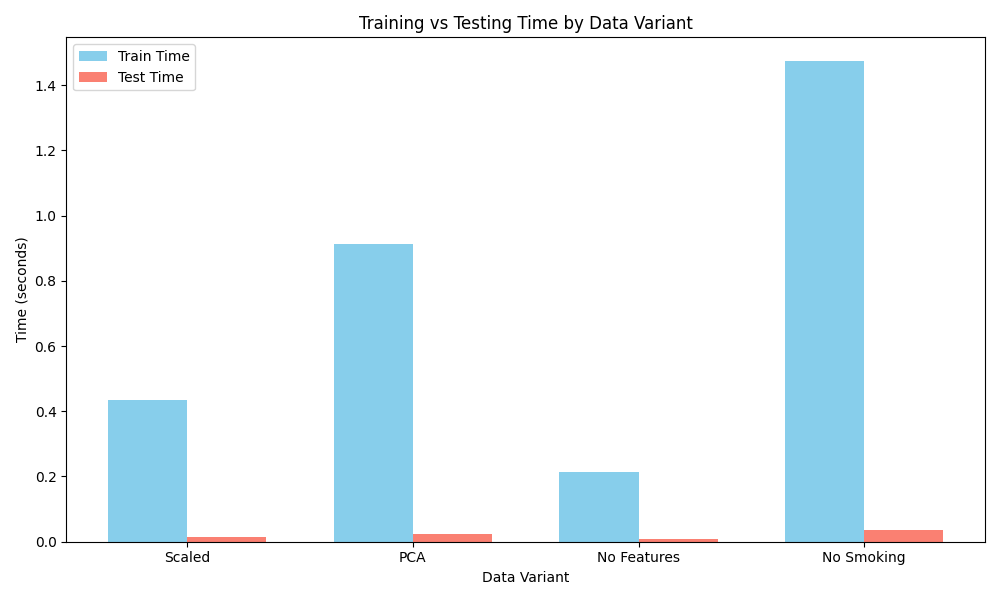 Training vs Testing Time by Data Variant
Train Time
Test Time
Time (seconds)
1.4
1.2
1.0
0.8
0.6
0.4
0.2
0.0
Scaled
PCA
No Features
No Smoking
Data Variant